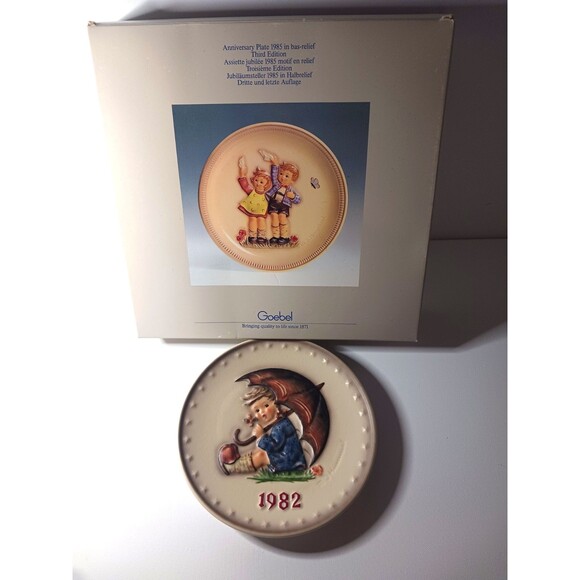 Anniversary Plate 1985 in bas-relief
Third Edition
Assiette jubilée 1985 motif en relief
Troisième Edition
Jubiläumsteller 1985 in Halbrelief
Dritte und letzte Auflage
Goebel
Bringing quality to life since 1871
1982